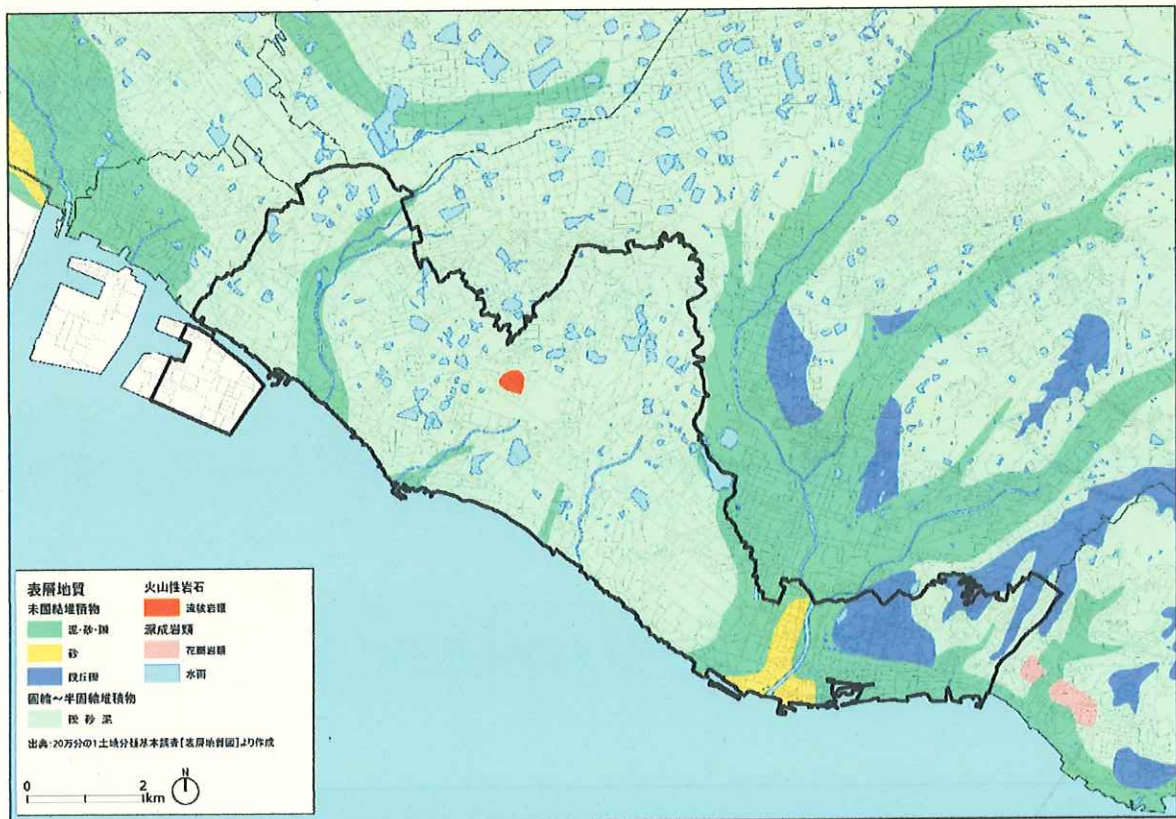 表層地質
未固結堆積物
泥・砂・礫
砂
段丘礫
固結～半固結堆積物
礫 砂 泥
火山性岩石
流紋岩類
深成岩類
花崗岩類
水面
出典：20万分の1土地分類基本調査［表層地質図］より作成
0 2
km
N